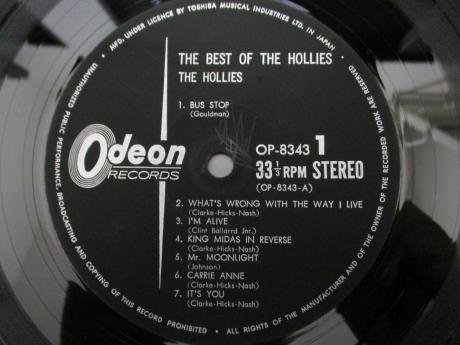 MFD. UNDER LICENCE BY TOSHIBA MUSICAL INDUSTRIES LTD. IN JAPAN •
UNAUTHORIZED PUBLIC PERFORMANCE, BROADCASTING AND COPYING OF THIS RECORD PROHIBITED • ALL RIGHTS OF THE MANUFACTURER AND OF THE OWNER OF THE RECORDED WORK ARE RESERVED
THE BEST OF THE HOLLIES
THE HOLLIES
1. BUS STOP
(Gouldman)
Odeon
RECORDS
OP-8343 1
33 1/3 RPM STEREO
(OP-8343-A)
2. WHAT'S WRONG WITH THE WAY I LIVE
(Clarke-Hicks-Nash)
3. I'M ALIVE
(Clint Ballarrd Jnr.)
4. KING MIDAS IN REVERSE
(Clarke-Hicks-Nash)
5. Mr. MOONLIGHT
(Johnson)
6. CARRIE ANNE
(Clarke-Hicks-Nash)
7. IT'S YOU
(Clarke-Hicks-Nash)